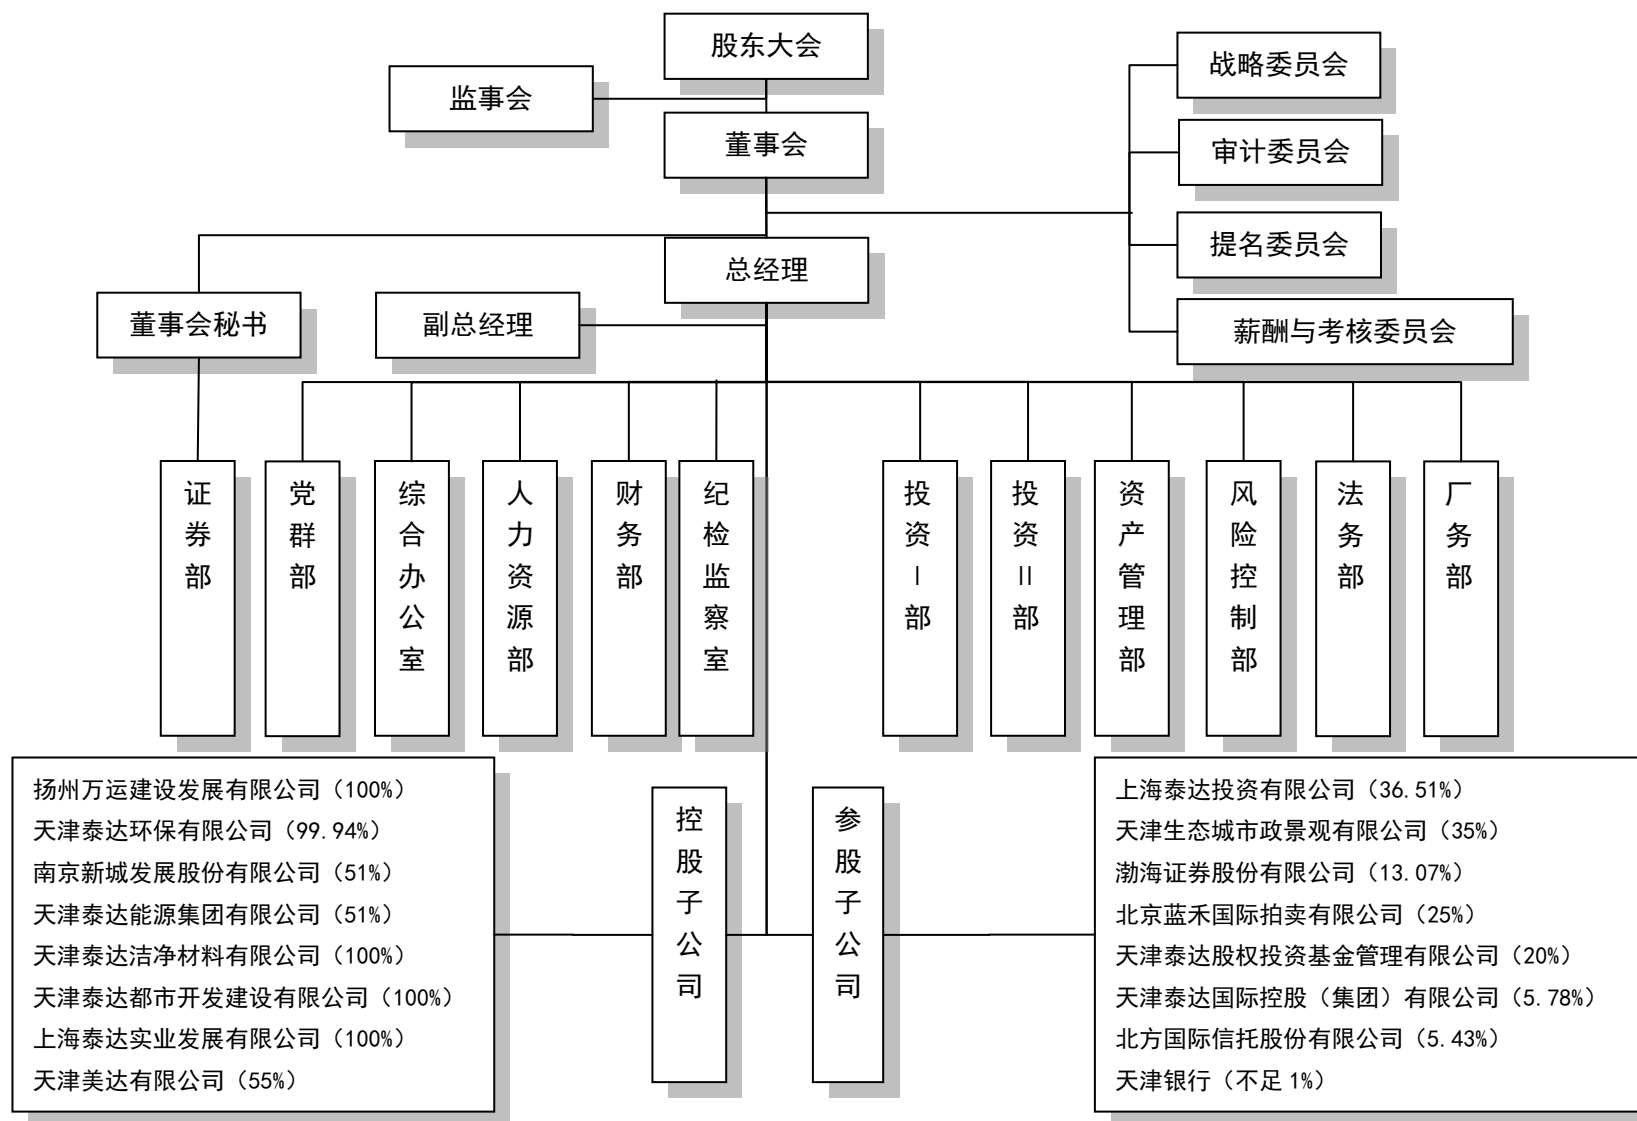 股东大会
监事会
董事会
战略委员会
审计委员会
提名委员会
薪酬与考核委员会
总经理
董事会秘书
副总经理
证券部
党群部
综合办公室
人力资源部
财务部
纪检监察室
投资Ⅰ部
投资Ⅱ部
资产管理部
风险控制部
法务部
厂务部
扬州万运建设发展有限公司（100%）
天津泰达环保有限公司（99.94%）
南京新城发展股份有限公司（51%）
天津泰达能源集团有限公司（51%）
天津泰达洁净材料有限公司（100%）
天津泰达都市开发建设有限公司（100%）
上海泰达实业发展有限公司（100%）
天津美达有限公司（55%）
控股子公司
参股子公司
上海泰达投资有限公司（36.51%）
天津生态城市政景观有限公司（35%）
渤海证券股份有限公司（13.07%）
北京蓝禾国际拍卖有限公司（25%）
天津泰达股权投资基金管理有限公司（20%）
天津泰达国际控股（集团）有限公司（5.78%）
北方国际信托股份有限公司（5.43%）
天津银行（不足 1%）